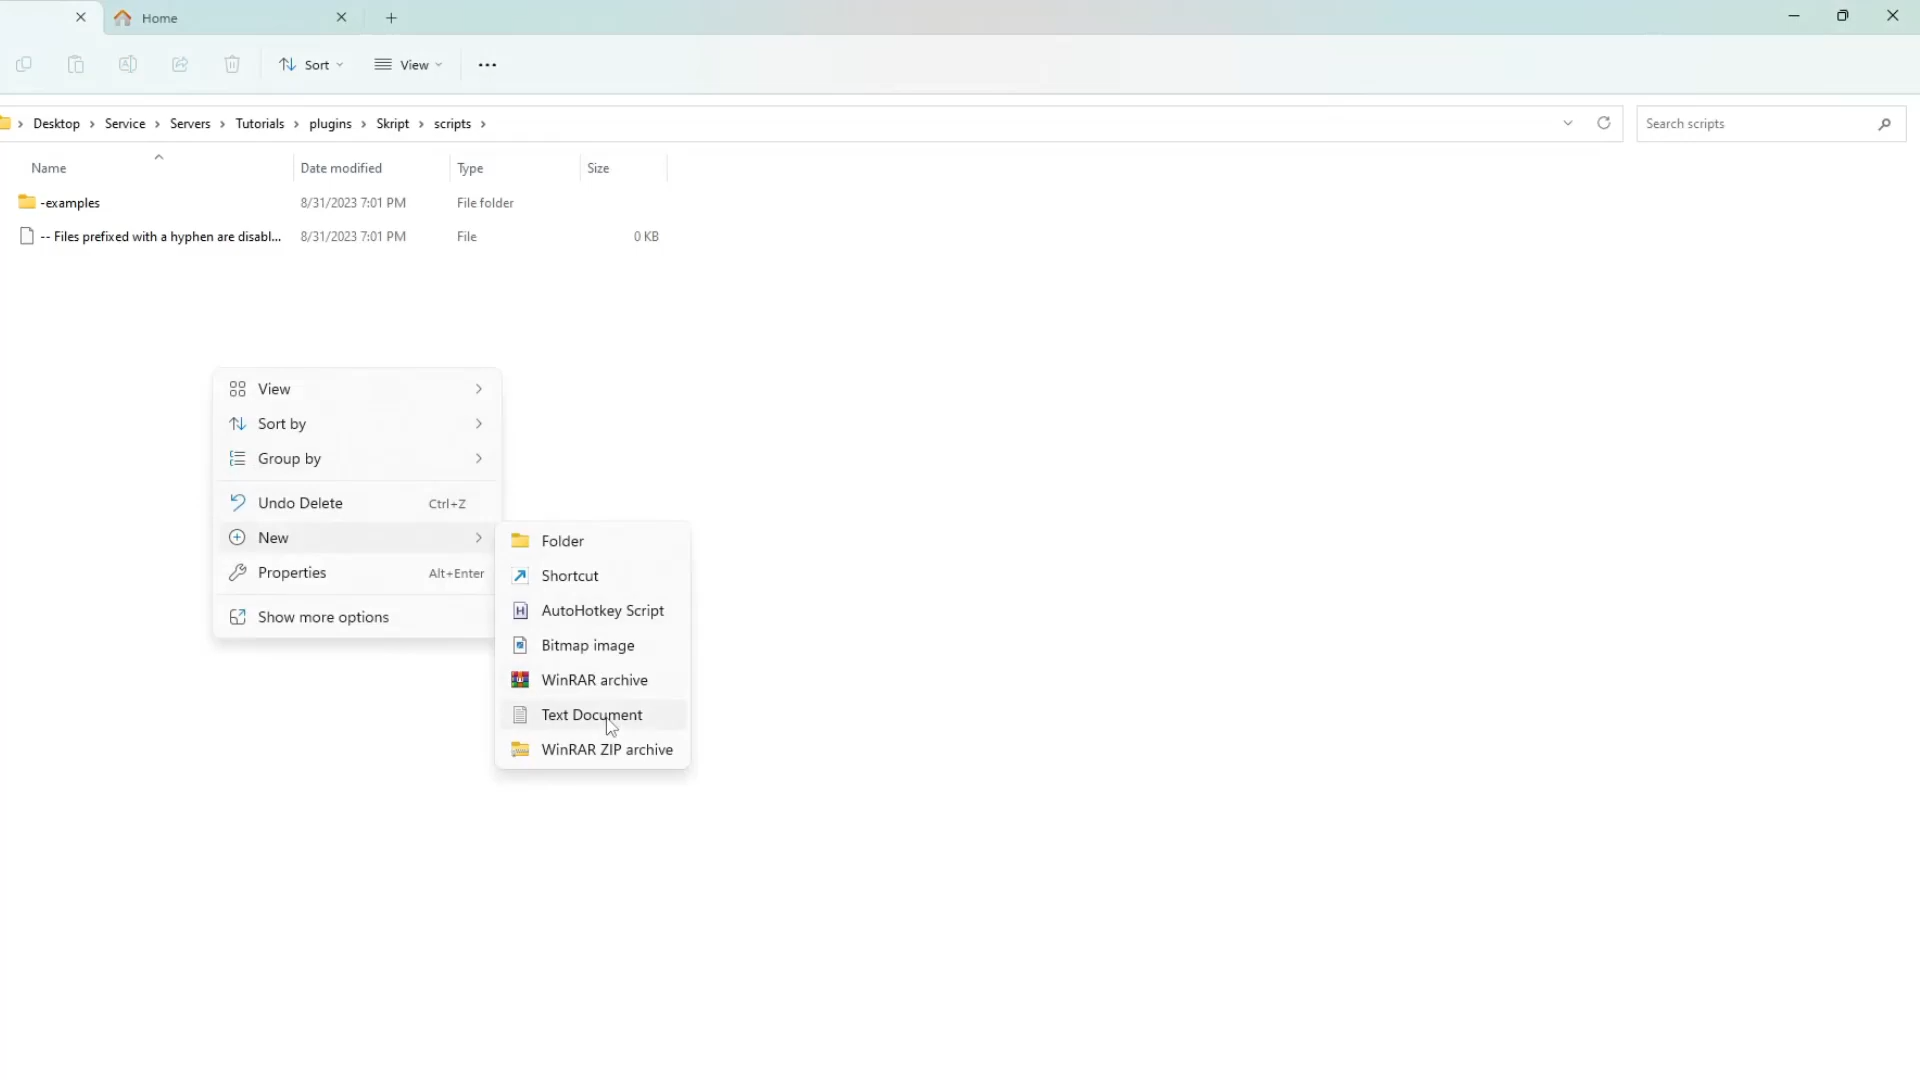 Home
Sort
View
Desktop Service Servers Tutorials plugins Skript scripts
Search scripts
Name Date modified Type Size
-examples 8/31/2023 7:01 PM File folder
-- Files prefixed with a hyphen are disabl... 8/31/2023 7:01 PM File 0 KB
View
Sort by
Group by
Undo Delete Ctrl+Z
New
Properties Alt+Enter
Show more options
Folder
Shortcut
AutoHotkey Script
Bitmap image
WinRAR archive
Text Document
WinRAR ZIP archive